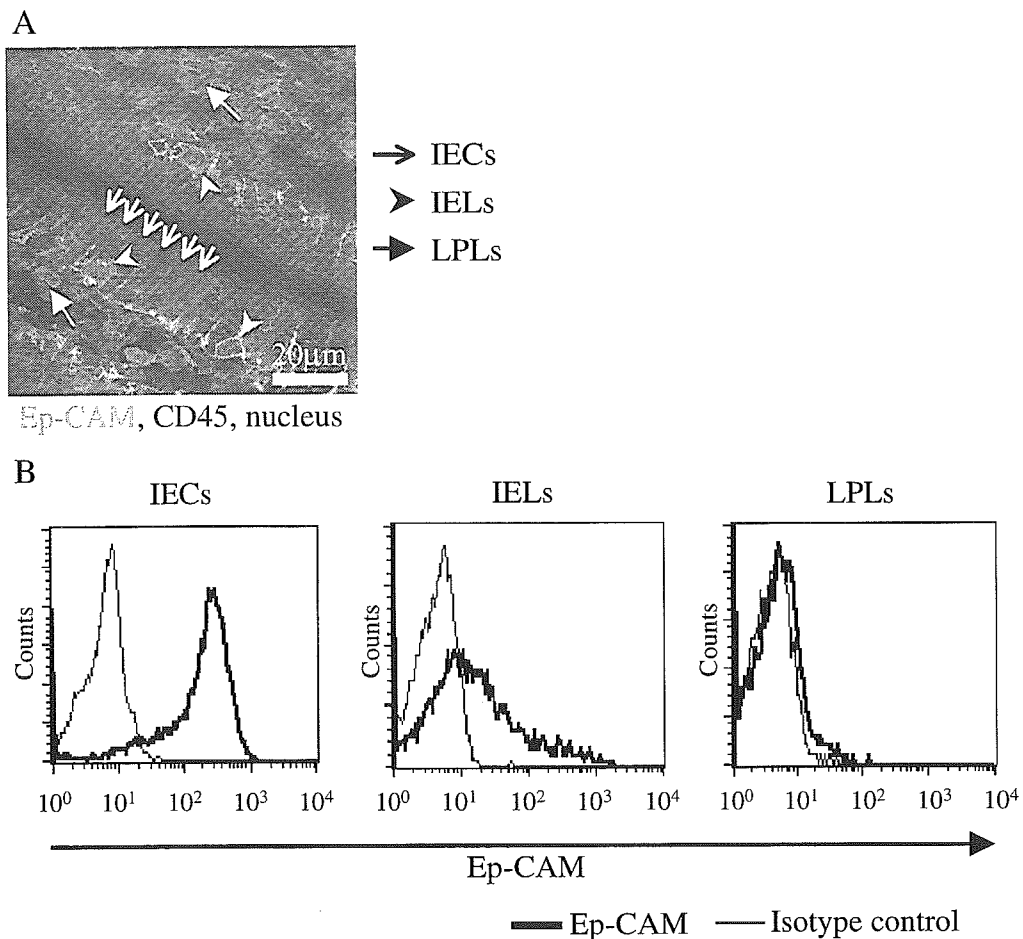 A
IECs
IELs
LPLs
20µm
Ep-CAM, CD45, nucleus
B
IECs IELs LPLs
Counts Counts Counts
10⁰ 10¹ 10² 10³ 10⁴ 10⁰ 10¹ 10² 10³ 10⁴ 10⁰ 10¹ 10² 10³ 10⁴
Ep-CAM
Ep-CAM Isotype control